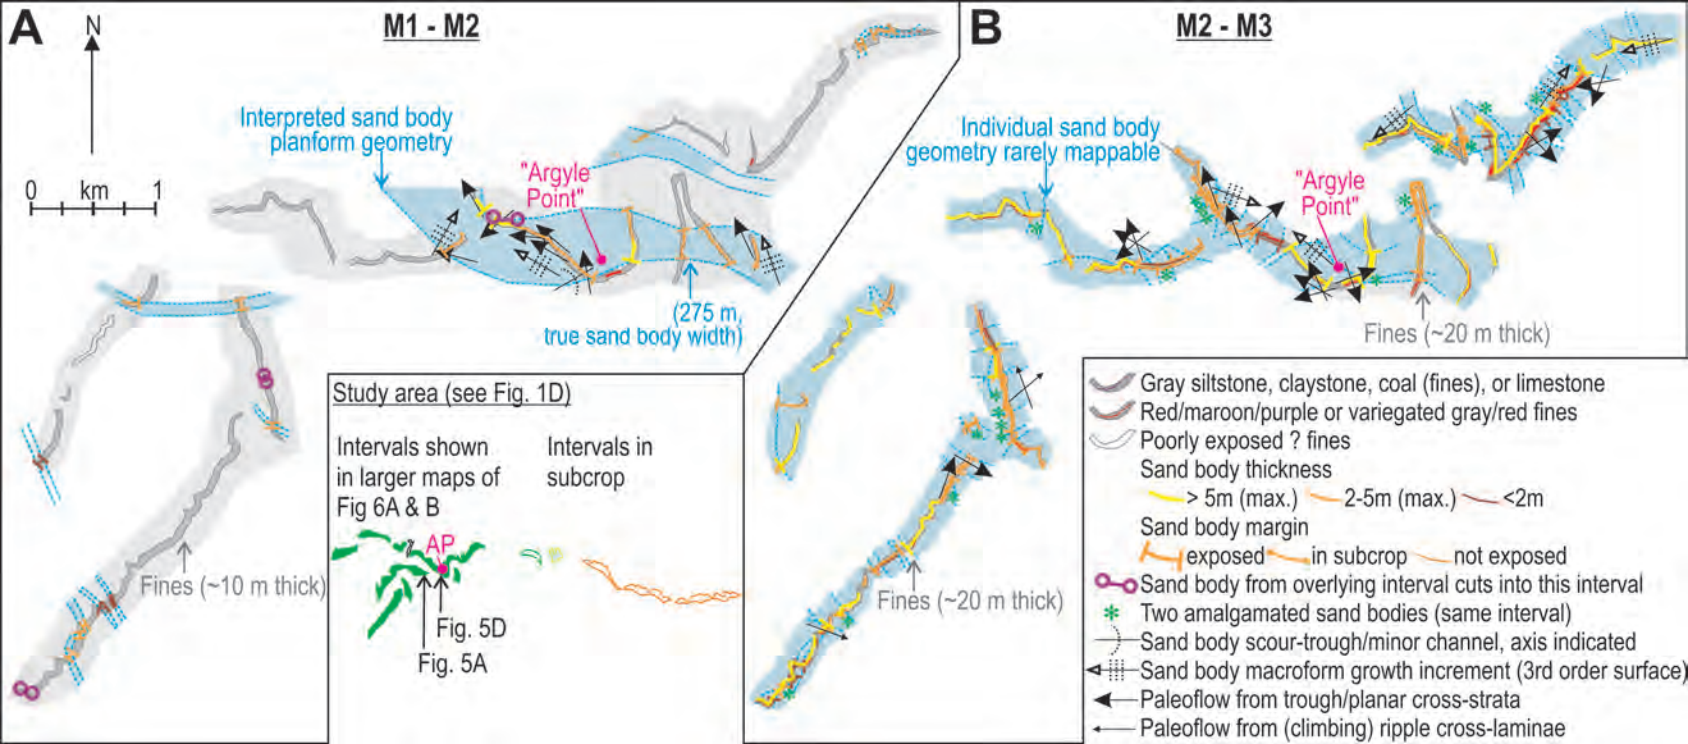 A
N
M1 - M2
B
M2 - M3
Interpreted sand body
planform geometry
"Argyle
Point"
0 km 1
(275 m,
true sand body width)
Individual sand body
geometry rarely mappable
"Argyle
Point"
Fines (~20 m thick)
Fines (~10 m thick)
Study area (see Fig. 1D)
Intervals shown
in larger maps of
Fig 6A & B
Intervals in
subcrop
AP
Fig. 5D
Fig. 5A
Fines (~20 m thick)
Gray siltstone, claystone, coal (fines), or limestone
Red/maroon/purple or variegated gray/red fines
Poorly exposed ? fines
Sand body thickness
> 5m (max.) 2-5m (max.) <2m
Sand body margin
exposed in subcrop not exposed
Sand body from overlying interval cuts into this interval
Two amalgamated sand bodies (same interval)
Sand body scour-trough/minor channel, axis indicated
Sand body macroform growth increment (3rd order surface)
Paleoflow from trough/planar cross-strata
Paleoflow from (climbing) ripple cross-laminae